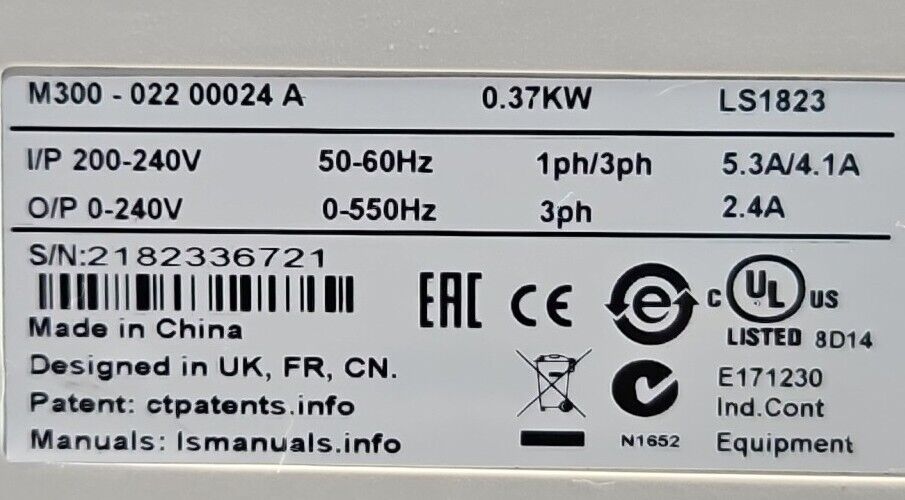 M300 - 022 00024 A 0.37KW LS1823
I/P 200-240V 50-60Hz 1ph/3ph 5.3A/4.1A
O/P 0-240V 0-550Hz 3ph 2.4A
S/N:2182336721
Made in China
Designed in UK, FR, CN.
Patent: ctpatents.info
Manuals: lsmanuals.info
EAC CE e c UL US
LISTED 8D14
N1652
E171230
Ind.Cont
Equipment